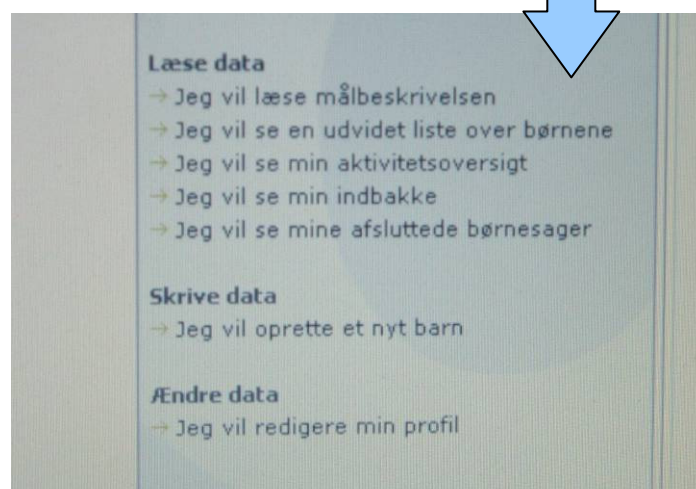 Læse data
→ Jeg vil læse målbeskrivelsen
→ Jeg vil se en udvidet liste over børnene
→ Jeg vil se min aktivitetsoversigt
→ Jeg vil se min indbakke
→ Jeg vil se mine afsluttede børnesager
Skrive data
→ Jeg vil oprette et nyt barn
Ændre data
→ Jeg vil redigere min profil